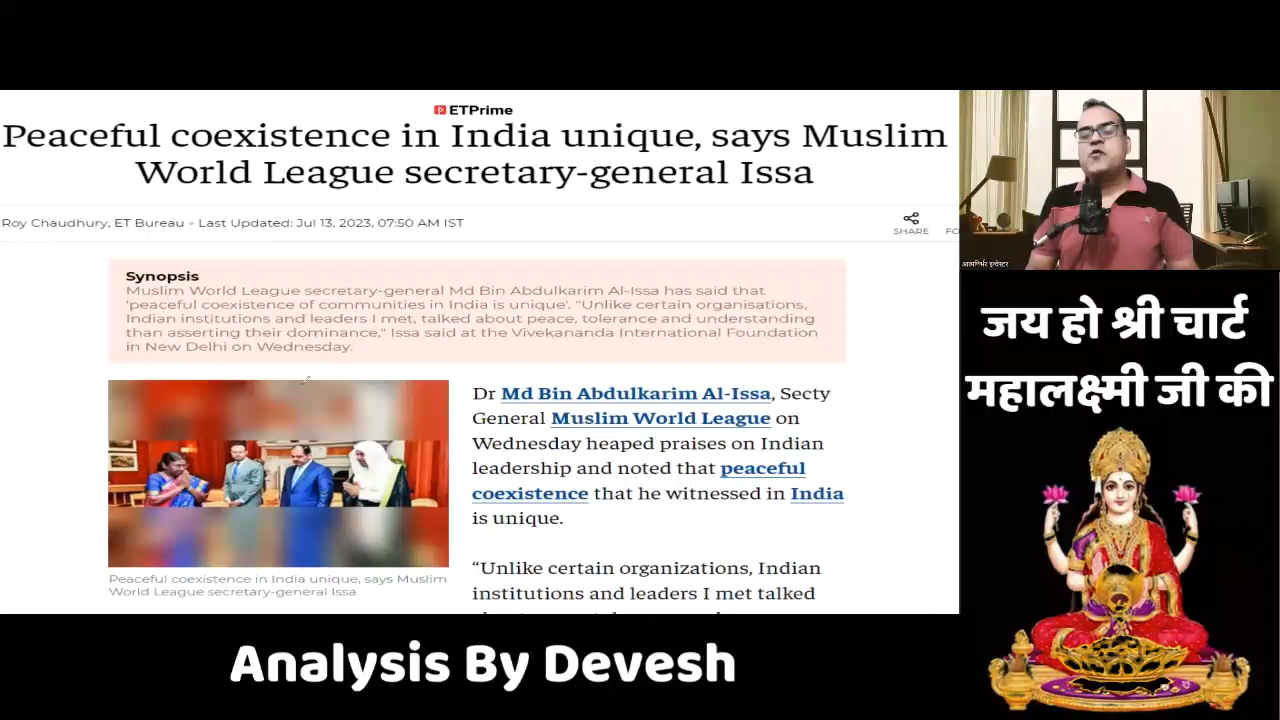 ETPrime
Peaceful coexistence in India unique, says Muslim
World League secretary-general Issa
Roy Chaudhury, ET Bureau • Last Updated: Jul 13, 2023, 07:50 AM IST
SHARE
FO
Synopsis
Muslim World League secretary-general Md Bin Abdulkarim Al-Issa has said that
'peaceful coexistence of communities in India is unique'. "Unlike certain organisations,
Indian institutions and leaders I met, talked about peace, tolerance and understanding
than asserting their dominance," Issa said at the Vivekananda International Foundation
in New Delhi on Wednesday.
Dr Md Bin Abdulkarim Al-Issa, Secty
General Muslim World League on
Wednesday heaped praises on Indian
leadership and noted that peaceful
coexistence that he witnessed in India
is unique.
"Unlike certain organizations, Indian
institutions and leaders I met talked
Peaceful coexistence in India unique, says Muslim
World League secretary-general Issa
आत्मनिर्भर इन्वेस्टर
जय हो श्री चार्ट
महालक्ष्मी जी की
Analysis By Devesh